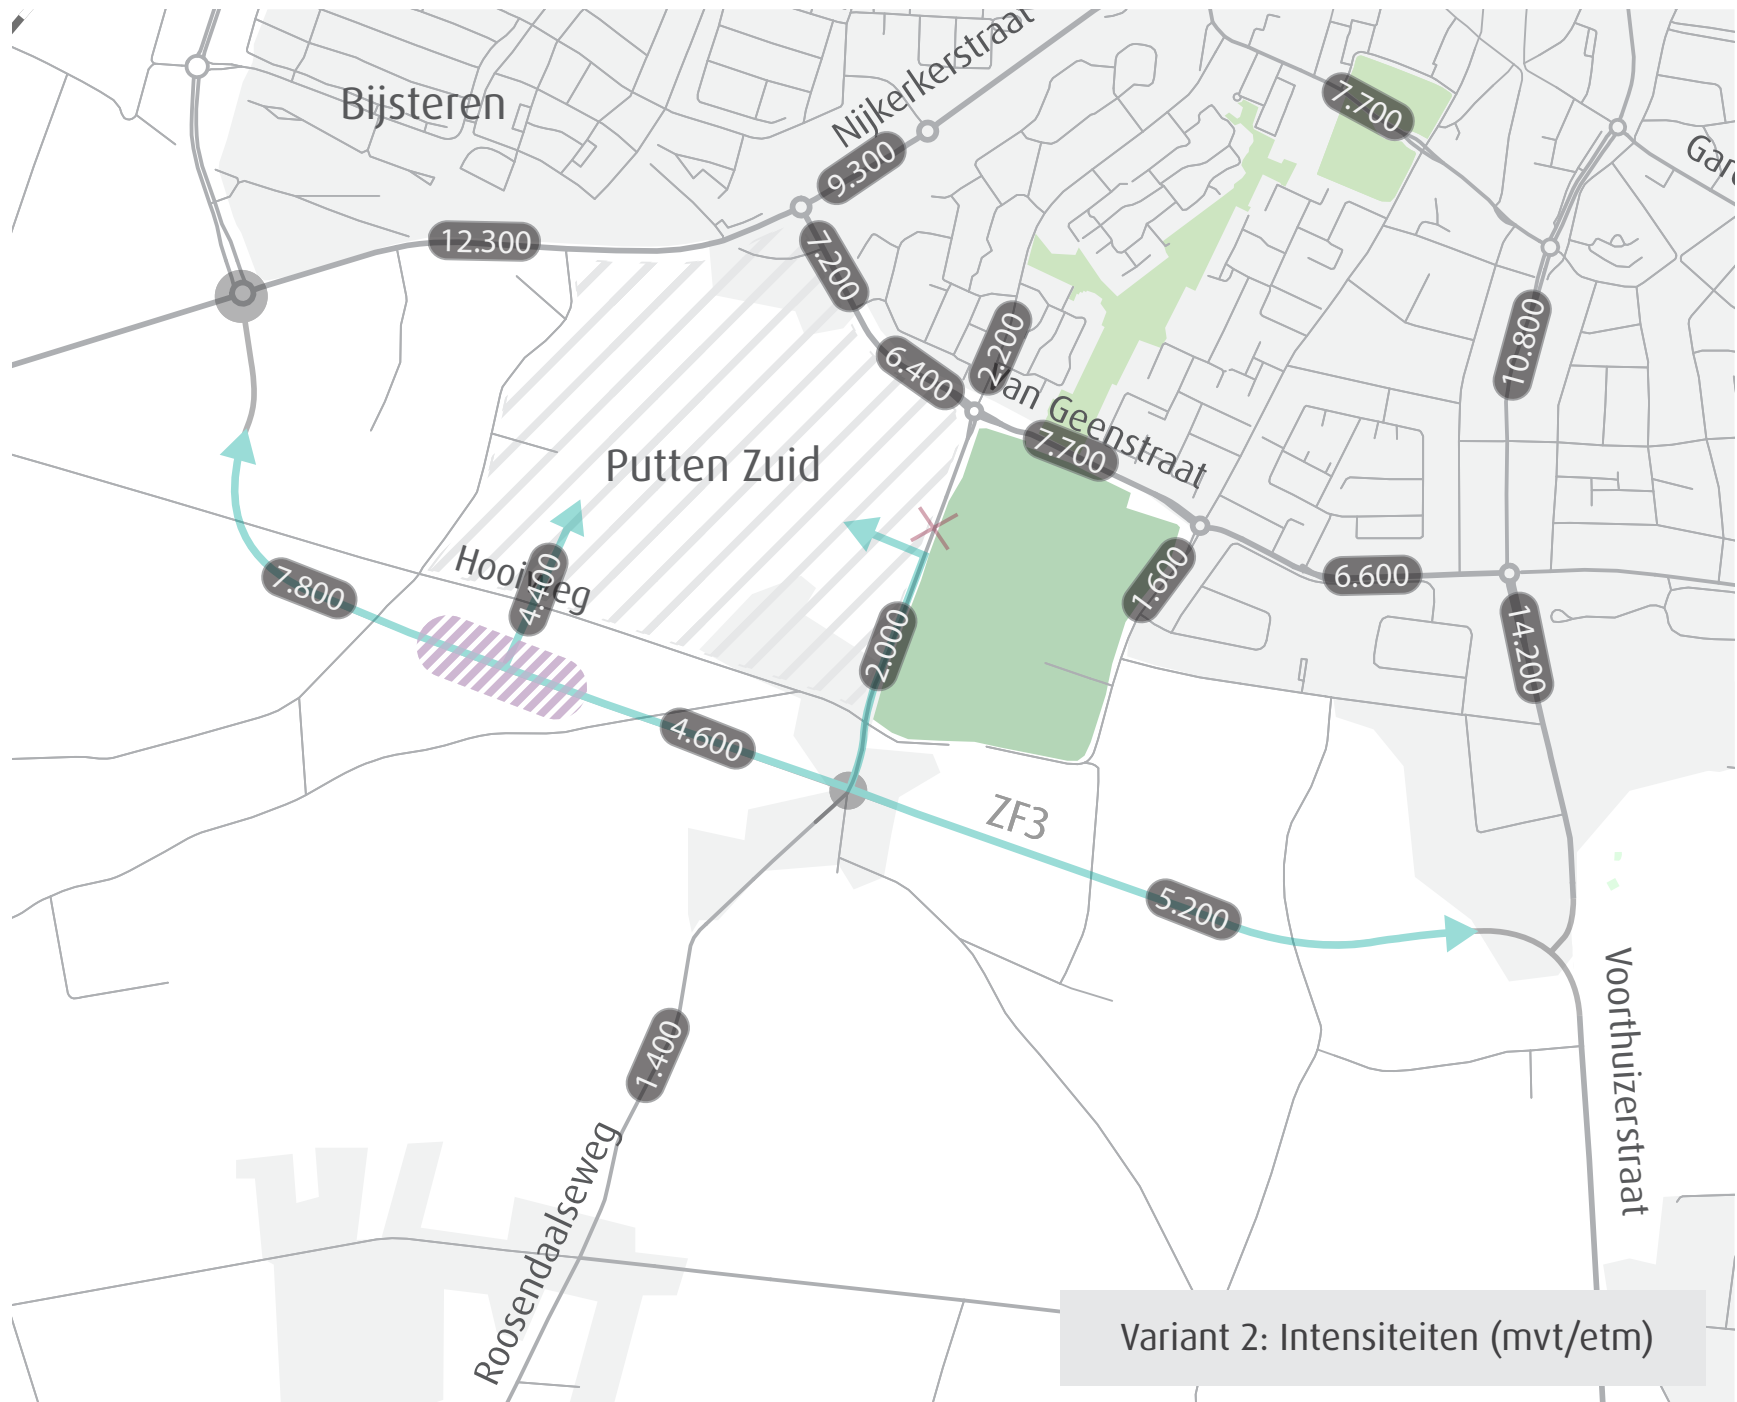 Bijsteren
Nijkerkerstraat
7.700
Gar
9.300
12.300
7.200
2.200
10.800
6.400
Van Geenstraat
7.700
Putten Zuid
Hooiweg
7.800
4.400
1.600
6.600
2.000
14.200
4.600
ZF3
5.200
Voorthuizerstraat
1.400
Roosendaalseweg
Variant 2: Intensiteiten (mvt/etm)